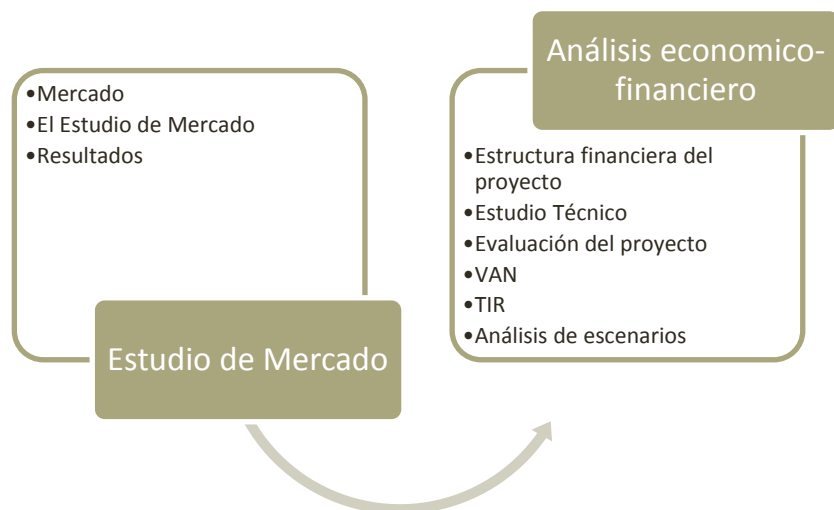 •Mercado
•El Estudio de Mercado
•Resultados
Estudio de Mercado
Análisis economico-
financiero
•Estructura financiera del
proyecto
•Estudio Técnico
•Evaluación del proyecto
•VAN
•TIR
•Análisis de escenarios